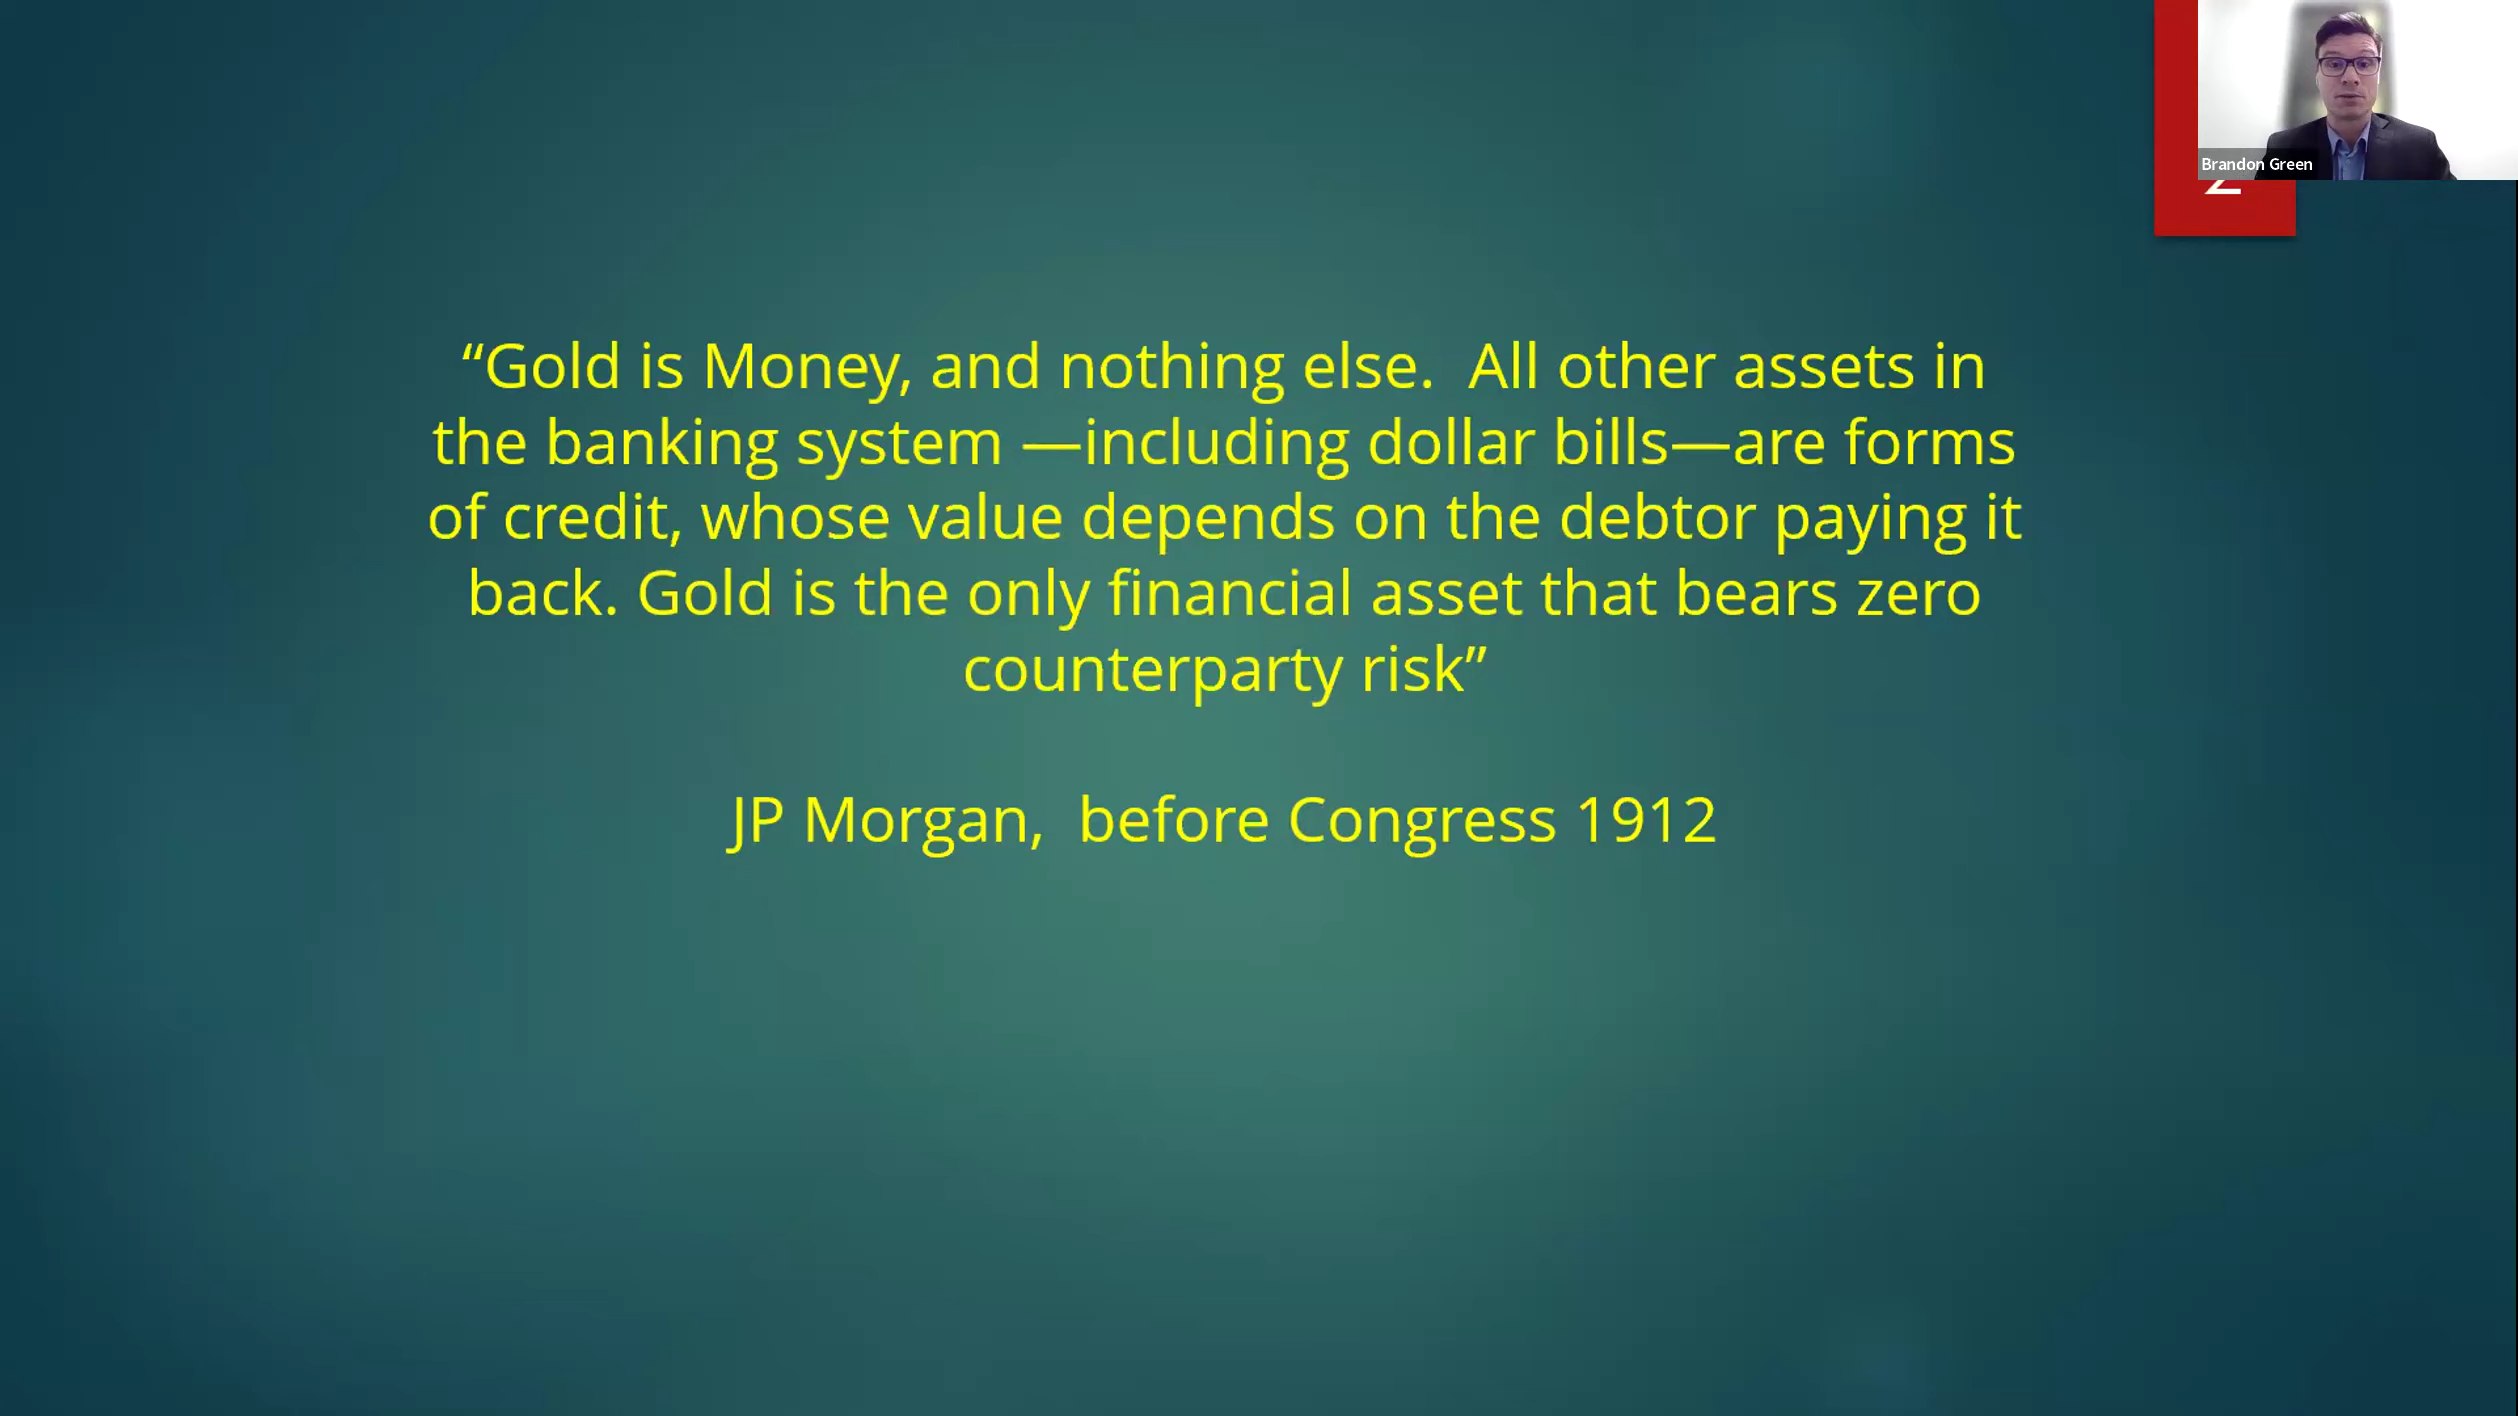 Brandon Green
“Gold is Money, and nothing else.  All other assets in
the banking system —including dollar bills—are forms
of credit, whose value depends on the debtor paying it
back. Gold is the only financial asset that bears zero
counterparty risk”
JP Morgan,  before Congress 1912